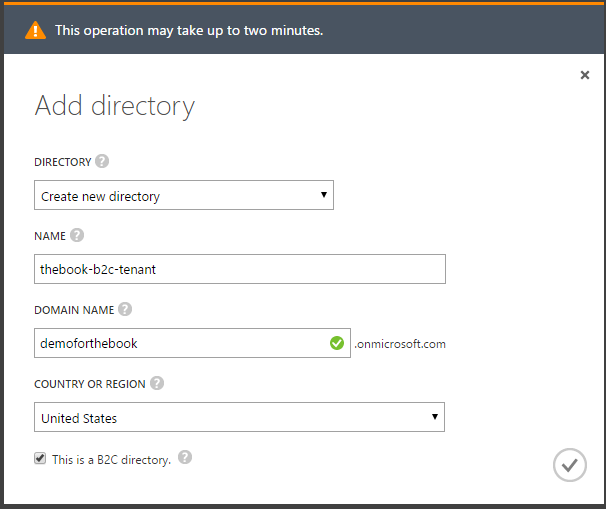 This operation may take up to two minutes.
Add directory
DIRECTORY ?
Create new directory
NAME ?
thebook-b2c-tenant
DOMAIN NAME ?
demoforthebook .onmicrosoft.com
COUNTRY OR REGION ?
United States
This is a B2C directory. ?